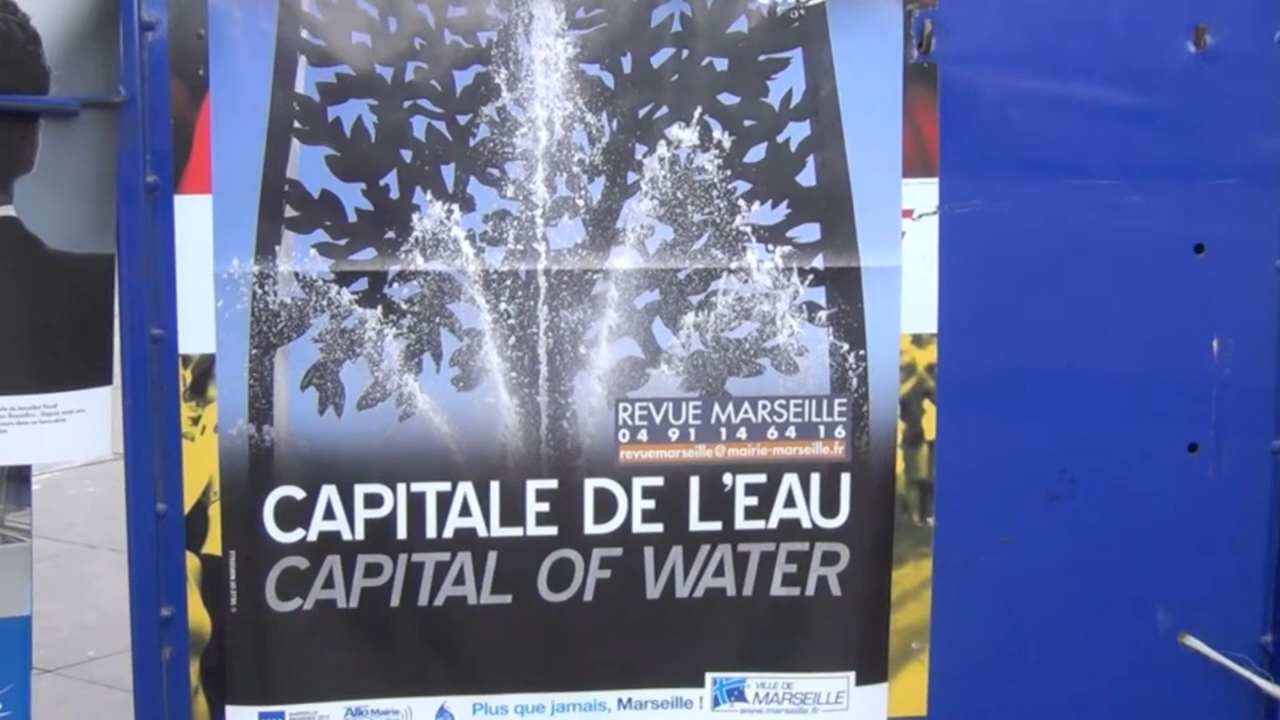 REVUE MARSEILLE
04 91 14 64 16
revuemarseille@mairie-marseille.fr
CAPITALE DE L'EAU
CAPITAL OF WATER
Plus que jamais, Marseille !
VILLE DE
MARSEILLE
www.marseille.fr
Allô Mairie